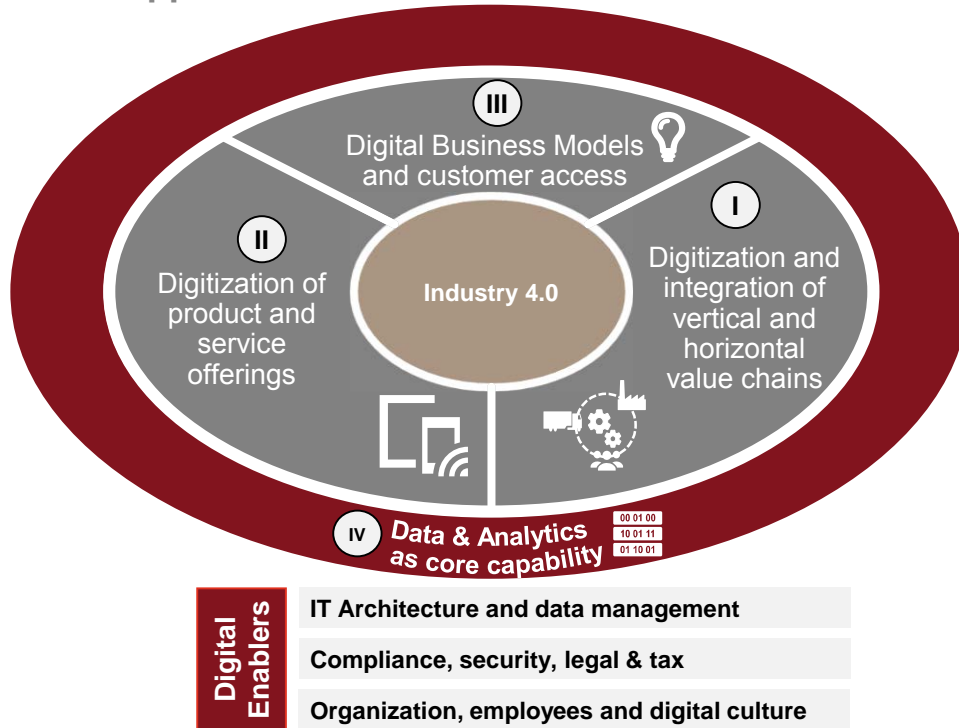 III
Digital Business Models
and customer access
I
Digitization and
integration of
vertical and
horizontal
value chains
II
Digitization of
product and
service
offerings
Industry 4.0
IV
Data & Analytics
as core capability
00 01 00
10 01 11
01 10 01
Digital
Enablers
IT Architecture and data management
Compliance, security, legal & tax
Organization, employees and digital culture